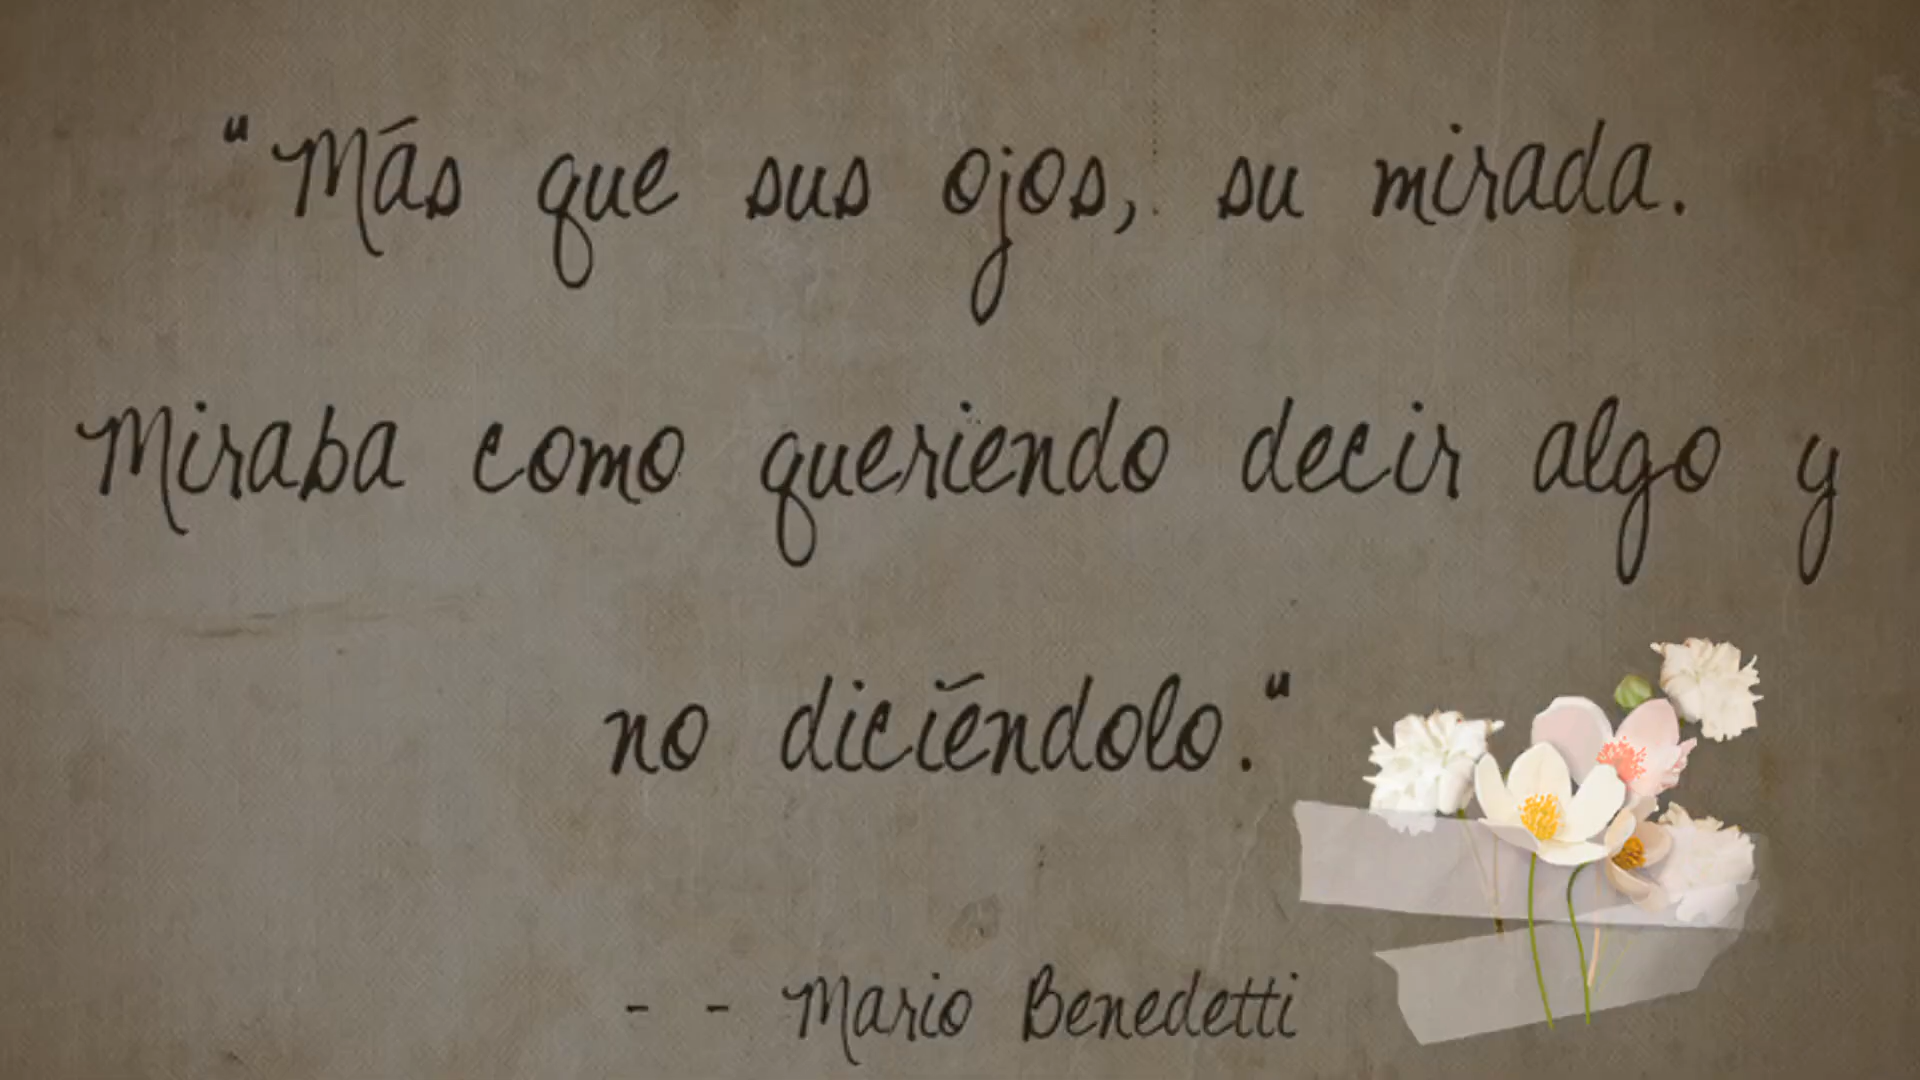 "Más que sus ojos, su mirada.
Miraba como queriendo decir algo y
no diciéndolo."
- - Mario Benedetti